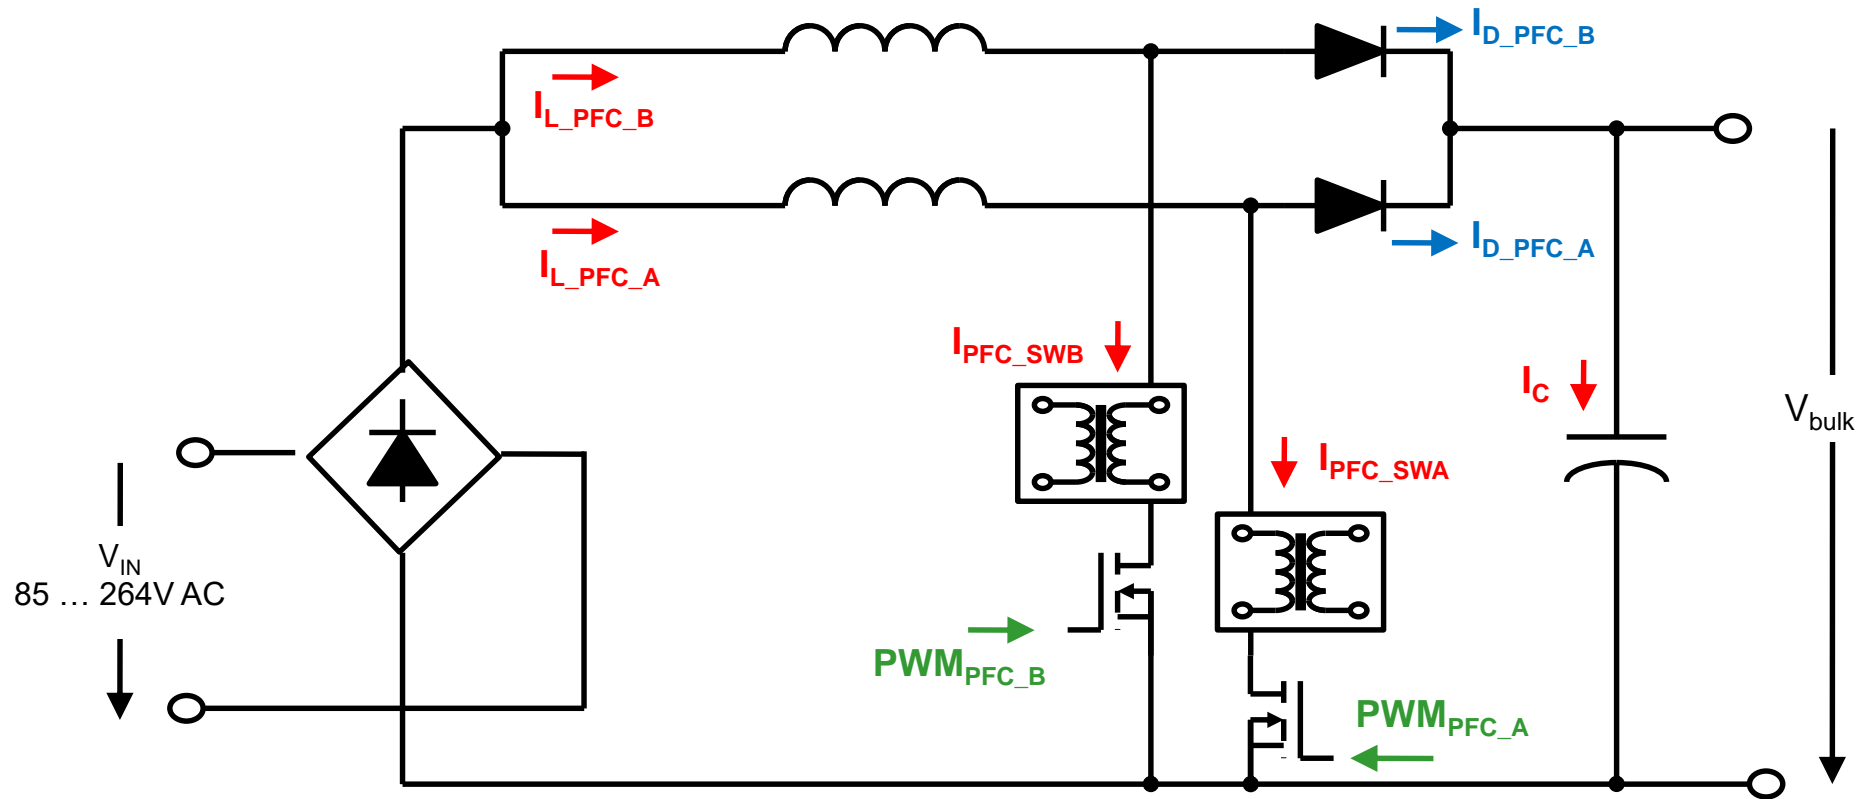 I_D_PFC_B
I_L_PFC_B
I_D_PFC_A
I_L_PFC_A
I_PFC_SWB
I_C
V_bulk
I_PFC_SWA
V_IN
85 … 264V AC
PWM_PFC_B
PWM_PFC_A